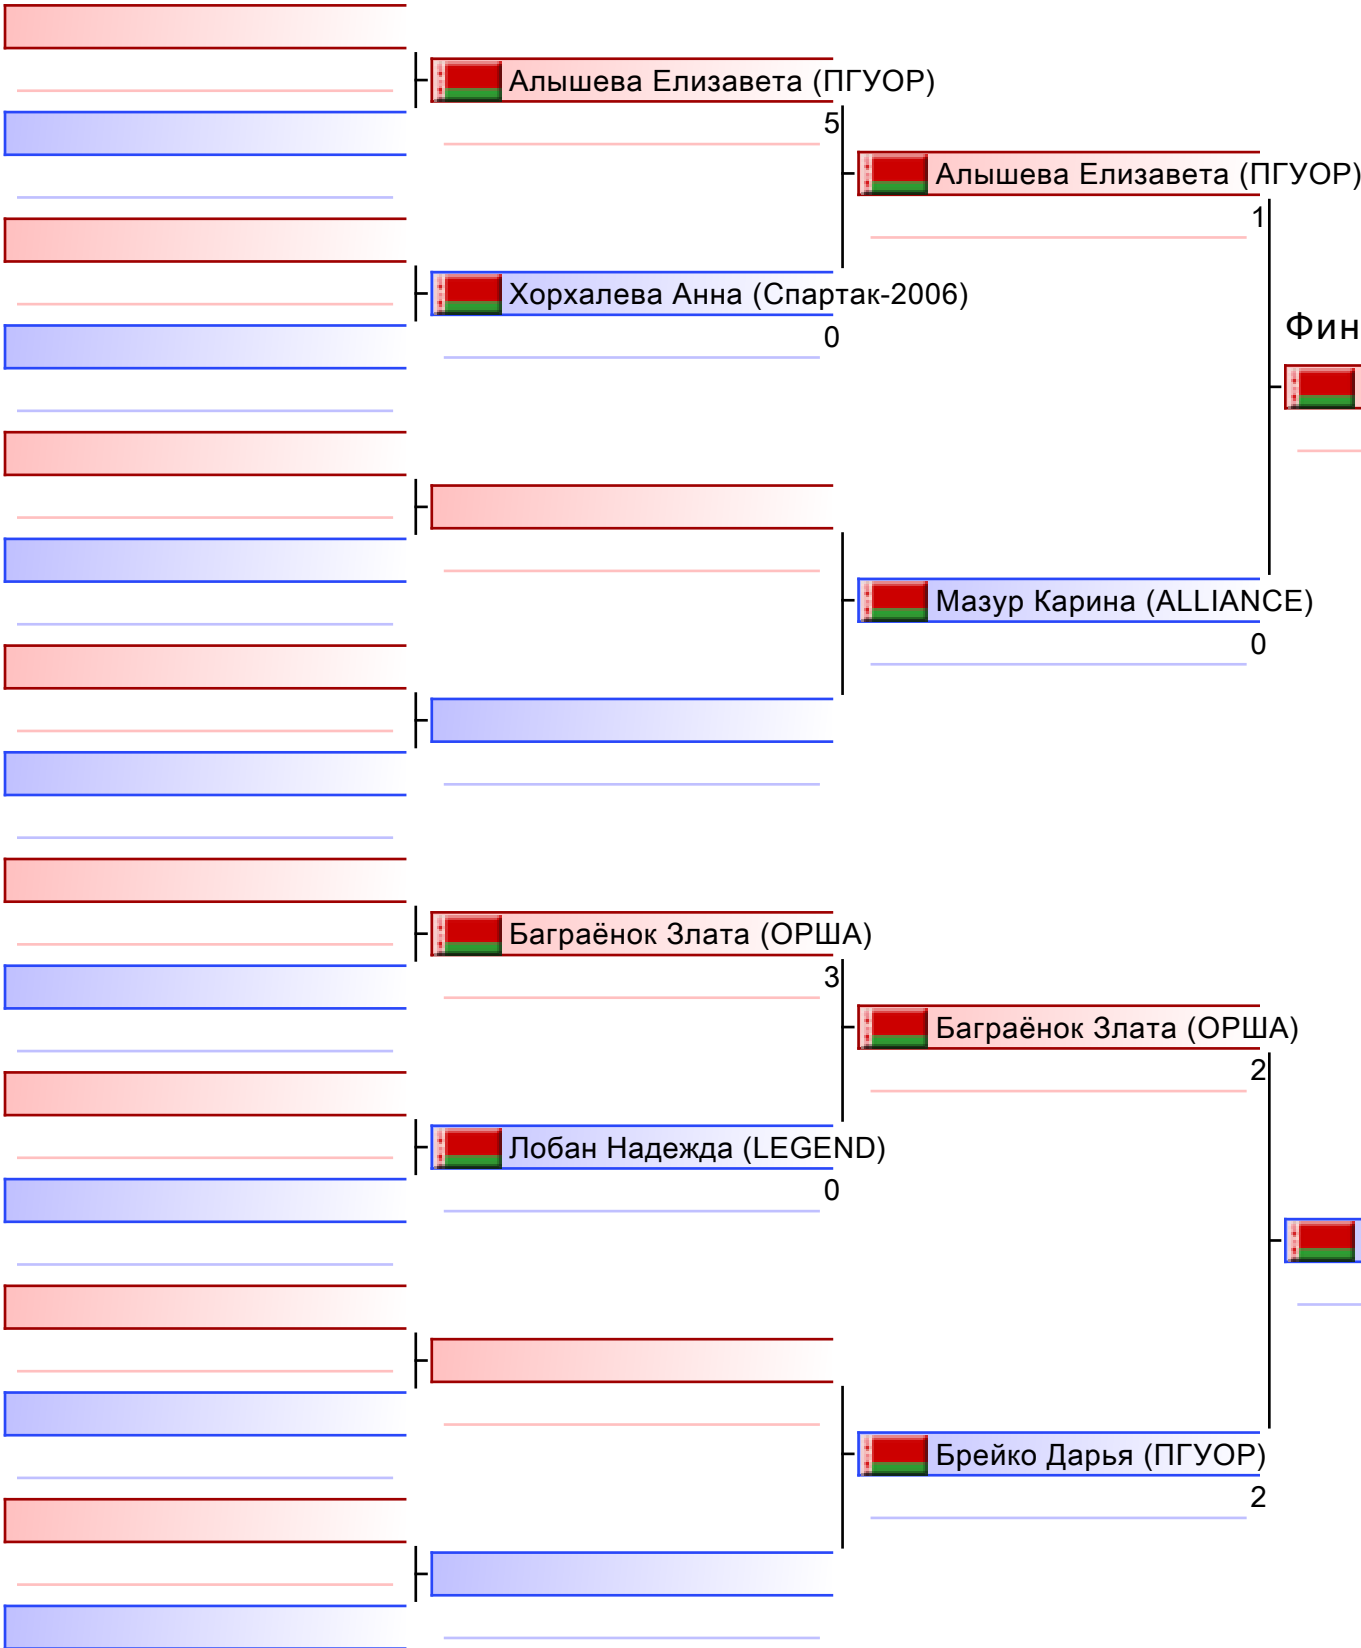 Алышева Елизавета (ПГУОР)
5
Алышева Елизавета (ПГУОР)
1
Хорхалева Анна (Спартак-2006)
0
Фин
Мазур Карина (ALLIANCE)
0
Баграёнок Злата (ОРША)
3
Баграёнок Злата (ОРША)
2
Лобан Надежда (LEGEND)
0
Брейко Дарья (ПГУОР)
2